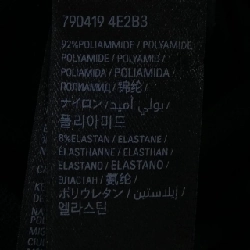 790419 4E2B3
92%POLIAMMIDE / POLYAMIDE
POLYAMIDE / POLYAMID /
POLIAMIDA / POLIAMIDA
ПОЛИАМИД / 锦纶 /
ナイロン / بولي أميد /
폴리아미드
8%ELASTAN / ELASTANE /
ELASTHANNE / ELASTHAN /
ELASTANO / ELASTANO /
ЭЛАСТАН / 氨纶 /
ポリウレタン / إيلاستين /
엘라스틴